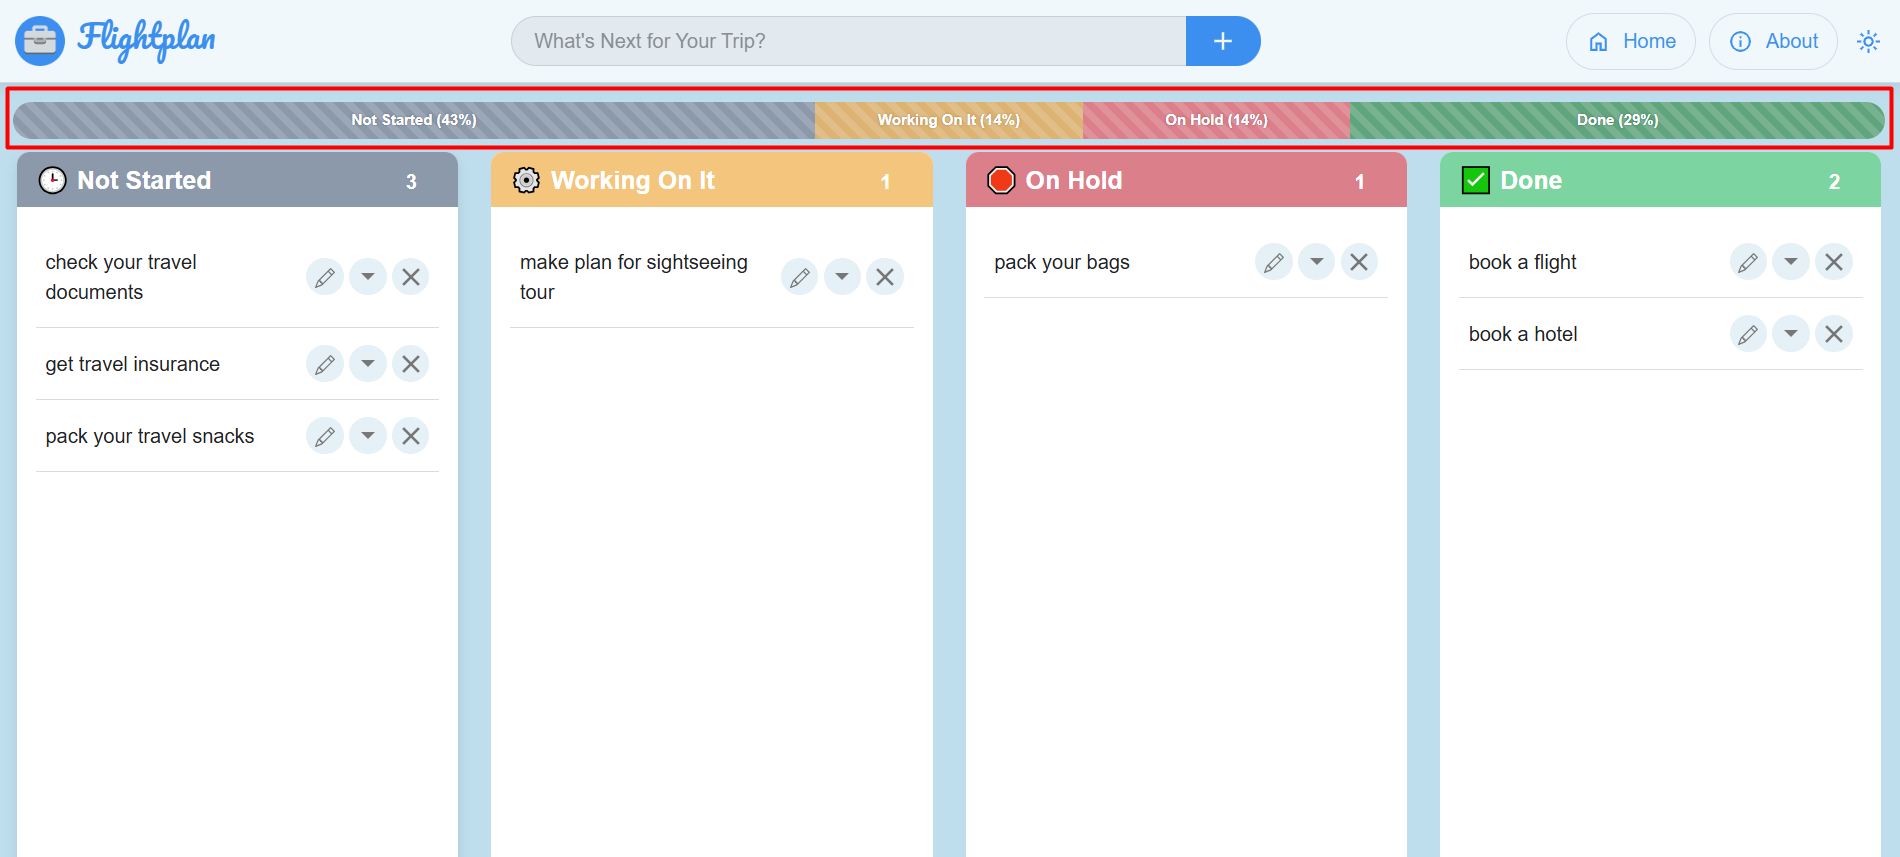 Flightplan
What's Next for Your Trip?
Home
About
Not Started (43%)
Working On It (14%)
On Hold (14%)
Done (29%)
Not Started 3
check your travel
documents
get travel insurance
pack your travel snacks
Working On It 1
make plan for sightseeing
tour
On Hold 1
pack your bags
Done 2
book a flight
book a hotel